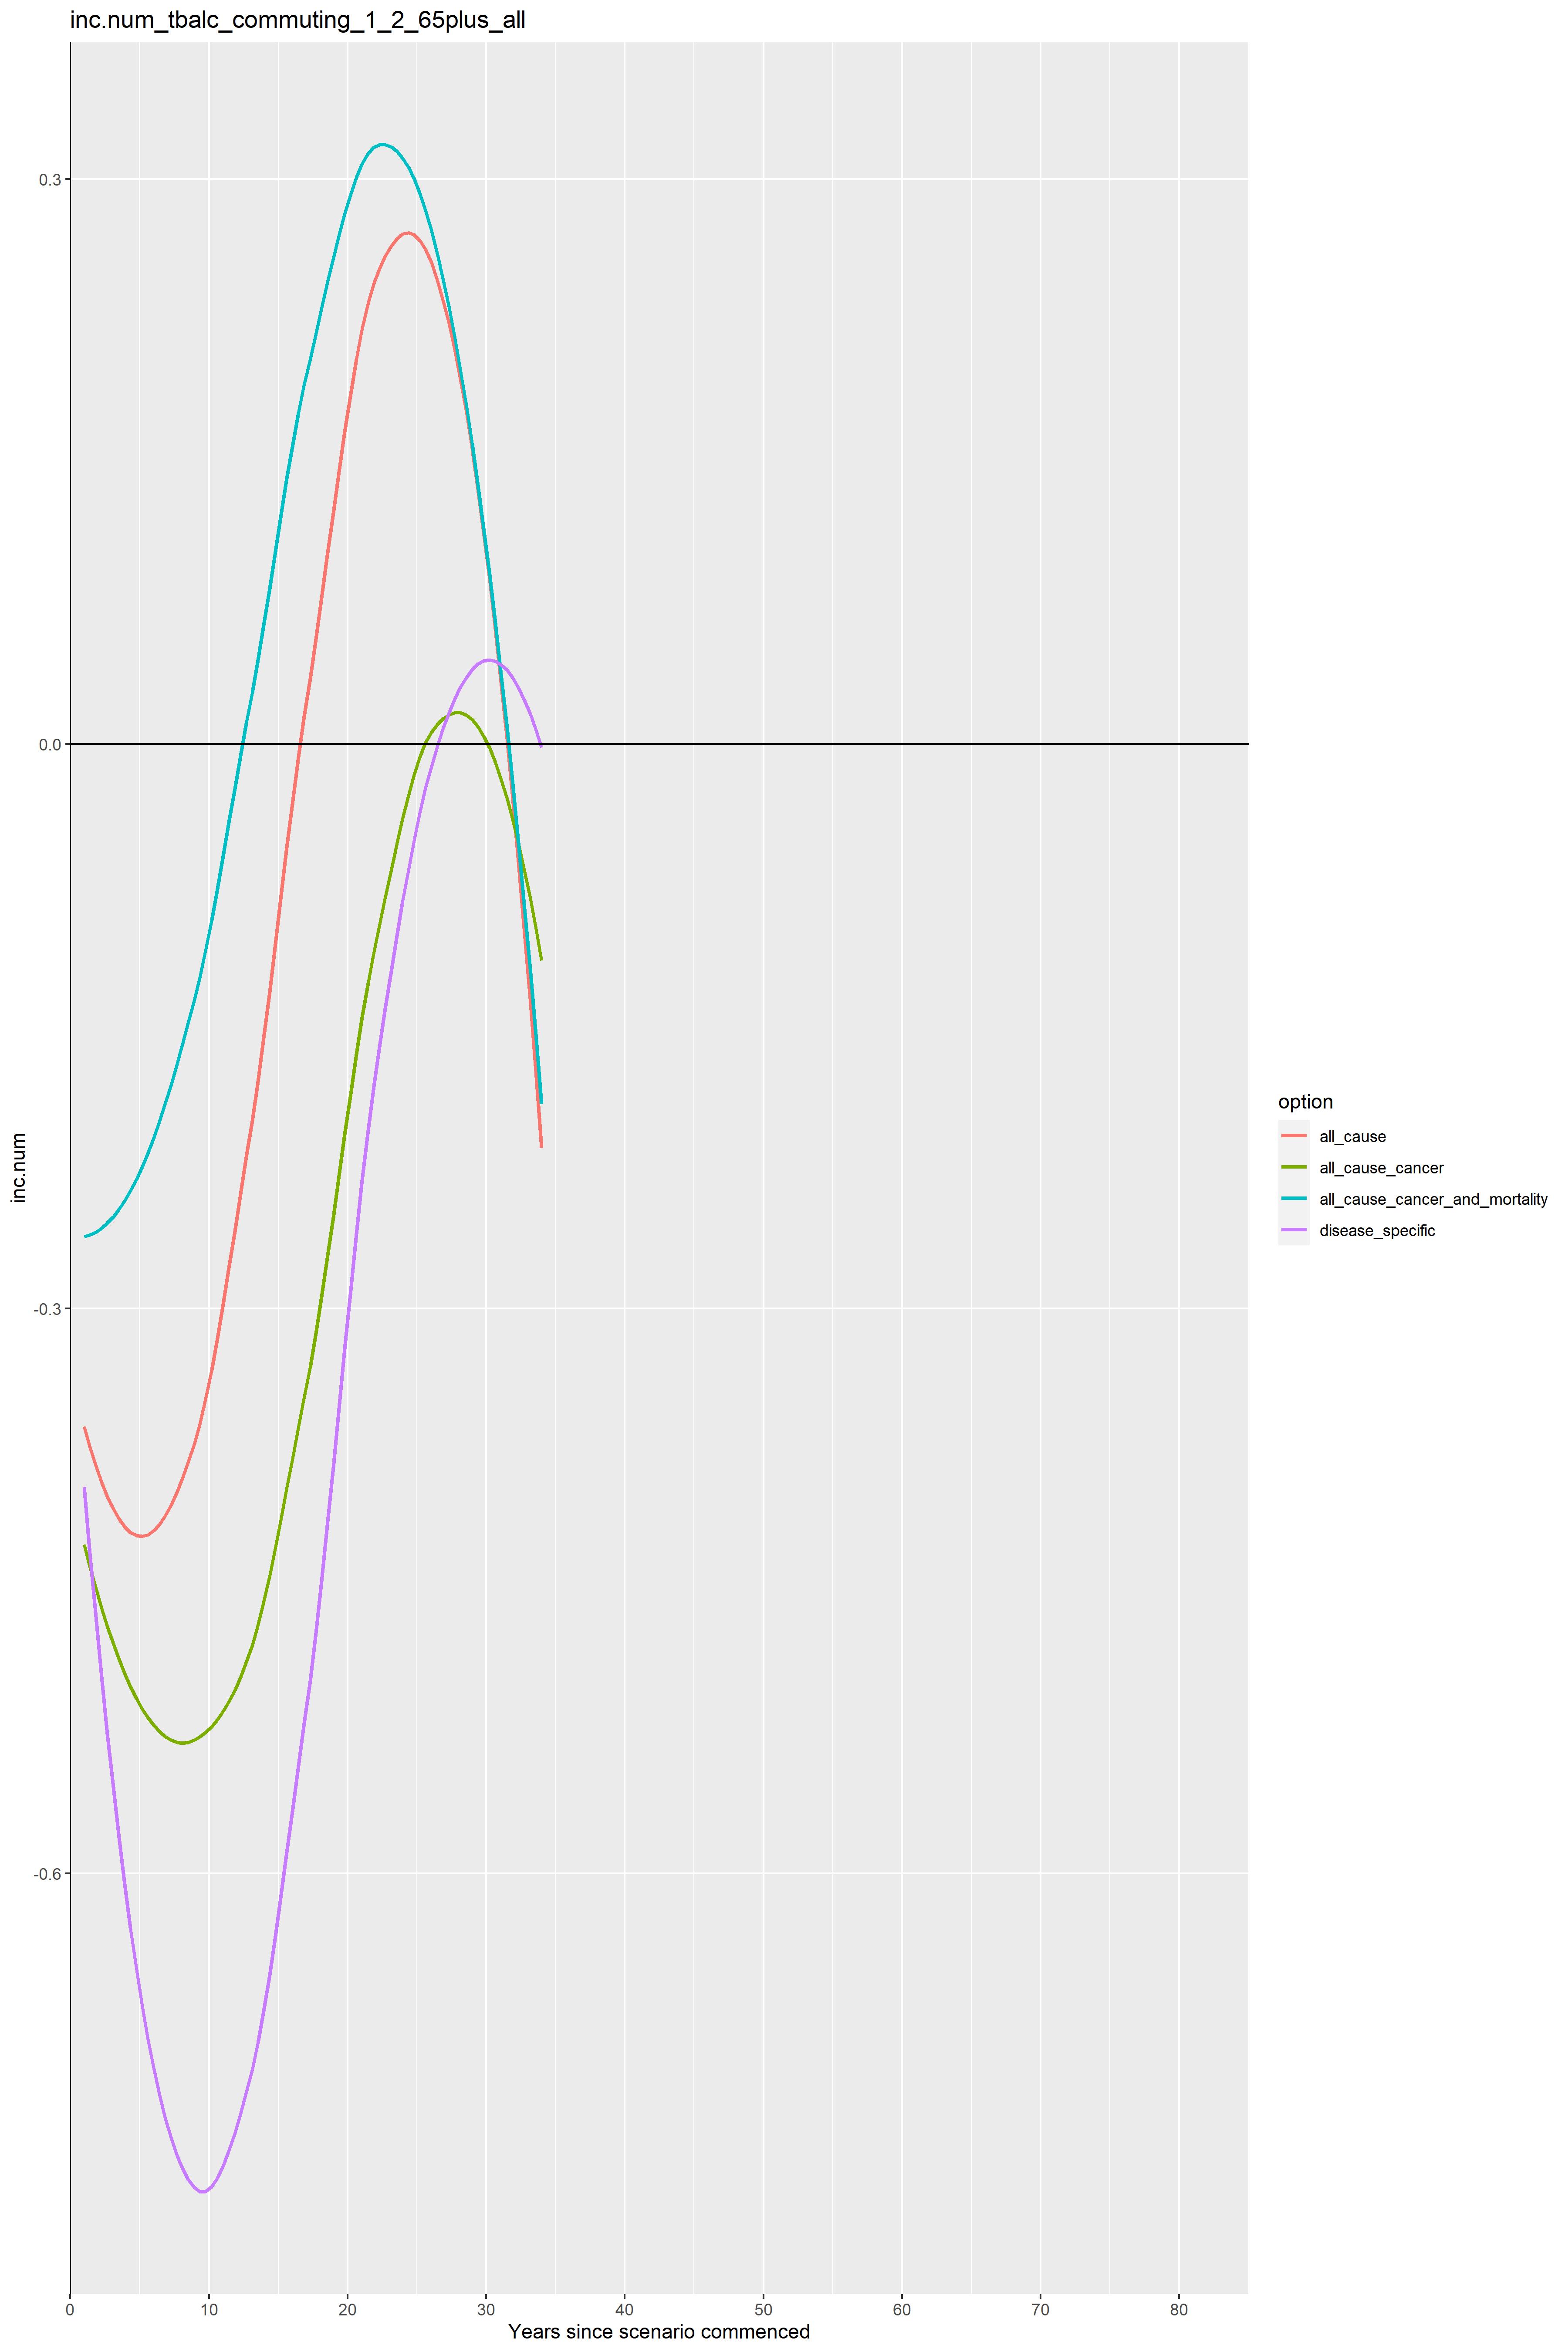 inc.num_tbalc_commuting_1_2_65plus_all
inc.num
0.3
0.0
-0.3
-0.6
0 10 20 30 40 50 60 70 80
Years since scenario commenced
option
all_cause
all_cause_cancer
all_cause_cancer_and_mortality
disease_specific